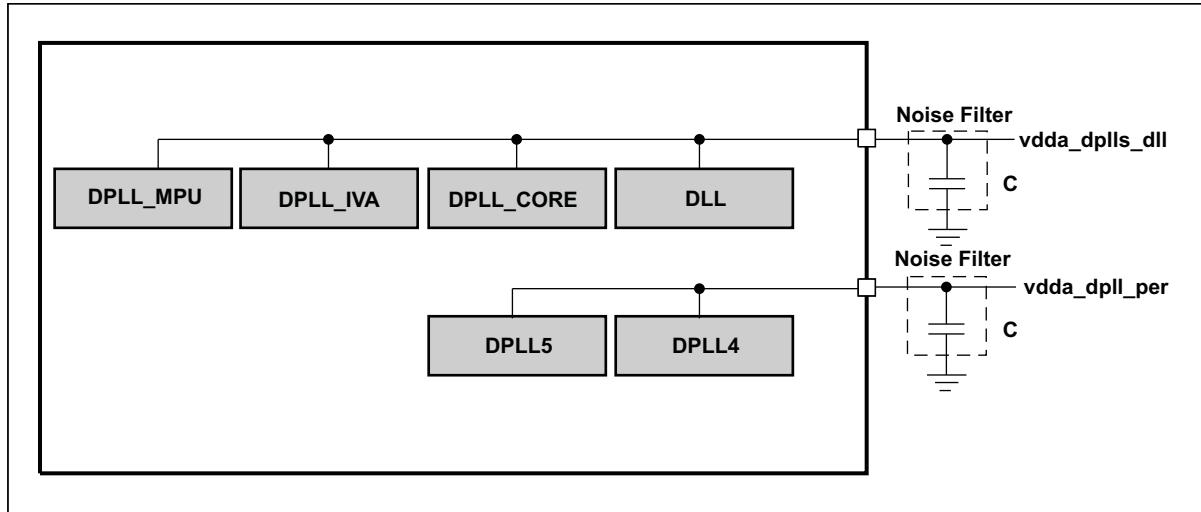 Noise Filter
vdda_dplls_dll
DPLL_MPU
DPLL_IVA
DPLL_CORE
DLL
C
Noise Filter
vdda_dpll_per
DPLL5
DPLL4
C